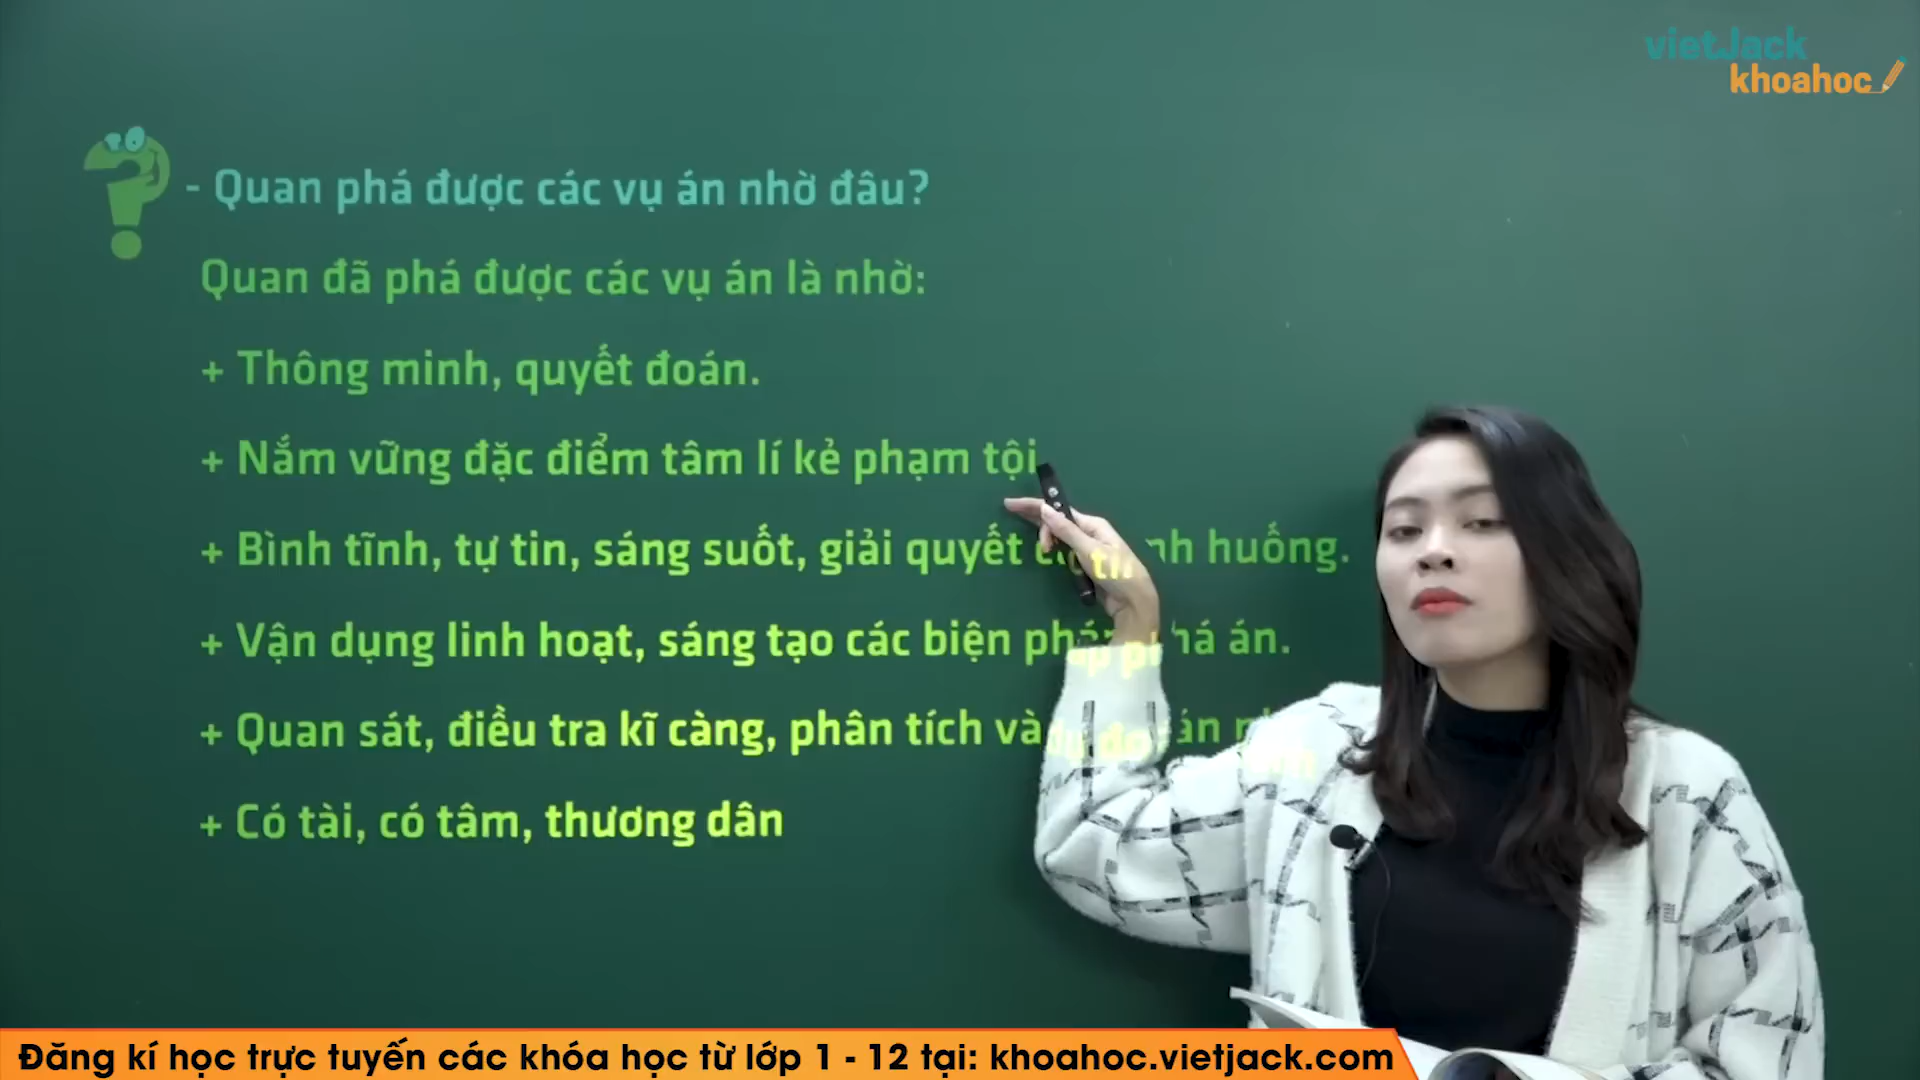 vietJack
khoahoc
- Quan phá được các vụ án nhờ đâu?
Quan đã phá được các vụ án là nhờ:
+ Thông minh, quyết đoán.
+ Nắm vững đặc điểm tâm lí kẻ phạm tội
+ Bình tĩnh, tự tin, sáng suốt, giải quyết huống.
+ Vận dụng linh hoạt, sáng tạo các biện pháp phá án.
+ Quan sát, điều tra kĩ càng, phân tích và
+ Có tài, có tâm, thương dân
Đăng kí học trực tuyến các khóa học từ lớp 1 - 12 tại: khoahoc.vietjack.com